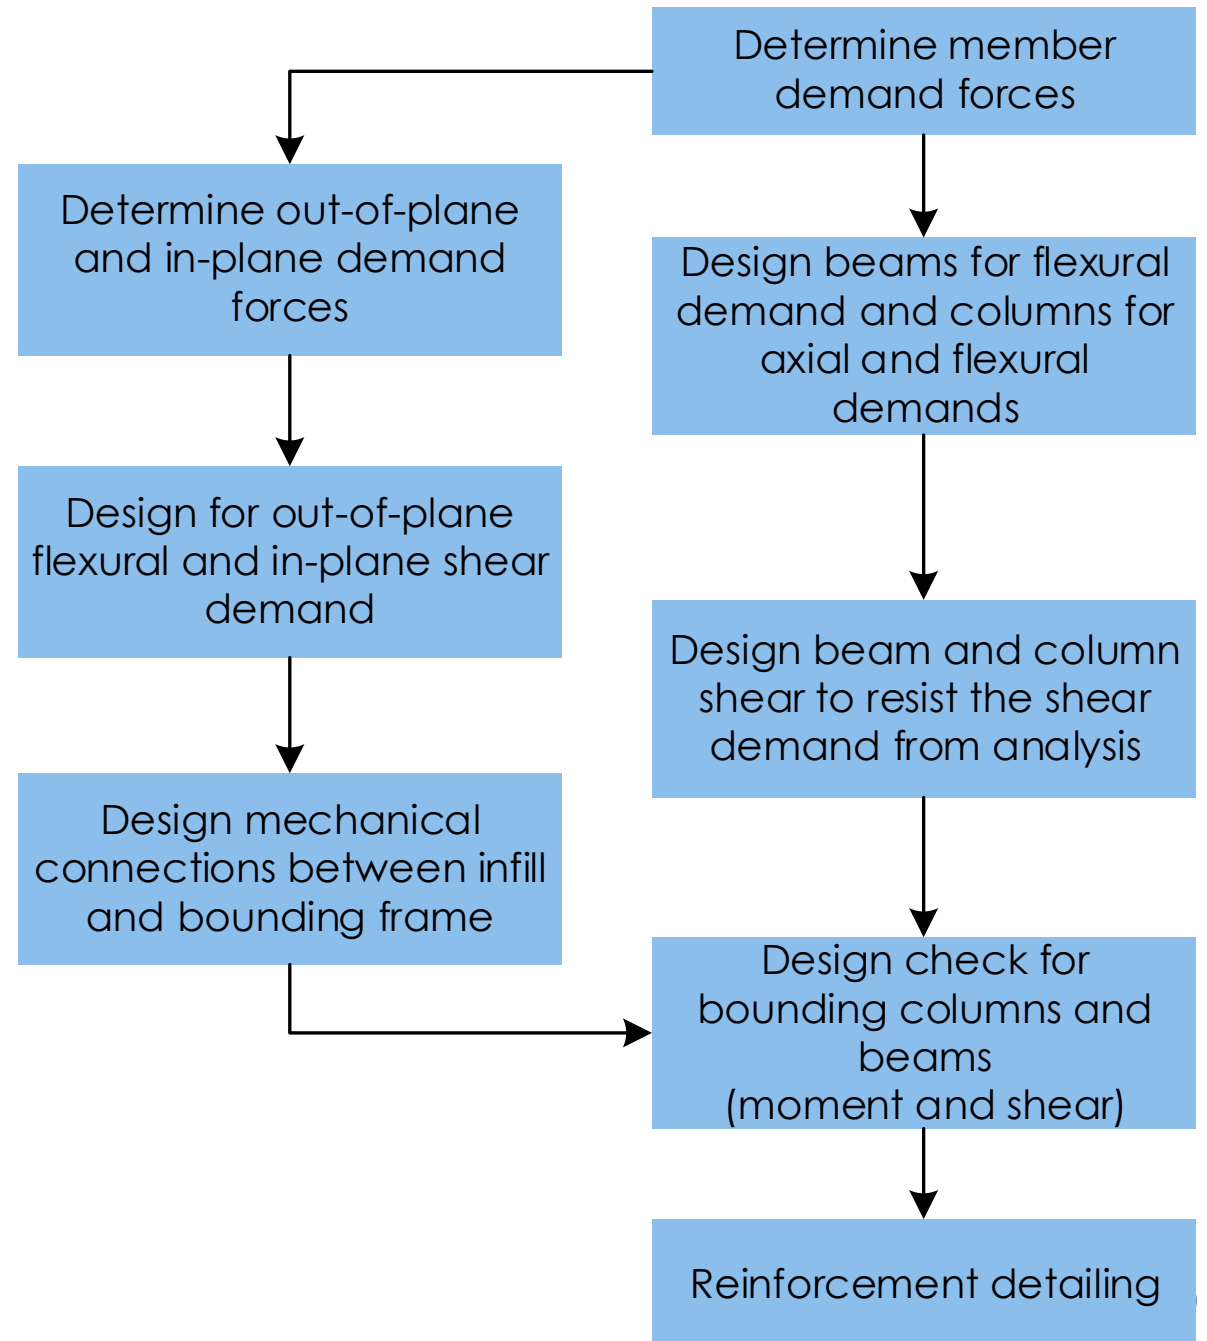 Determine member
demand forces
Determine out-of-plane
and in-plane demand
forces
Design for out-of-plane
flexural and in-plane shear
demand
Design mechanical
connections between infill
and bounding frame
Design beams for flexural
demand and columns for
axial and flexural
demands
Design beam and column
shear to resist the shear
demand from analysis
Design check for
bounding columns and
beams
(moment and shear)
Reinforcement detailing